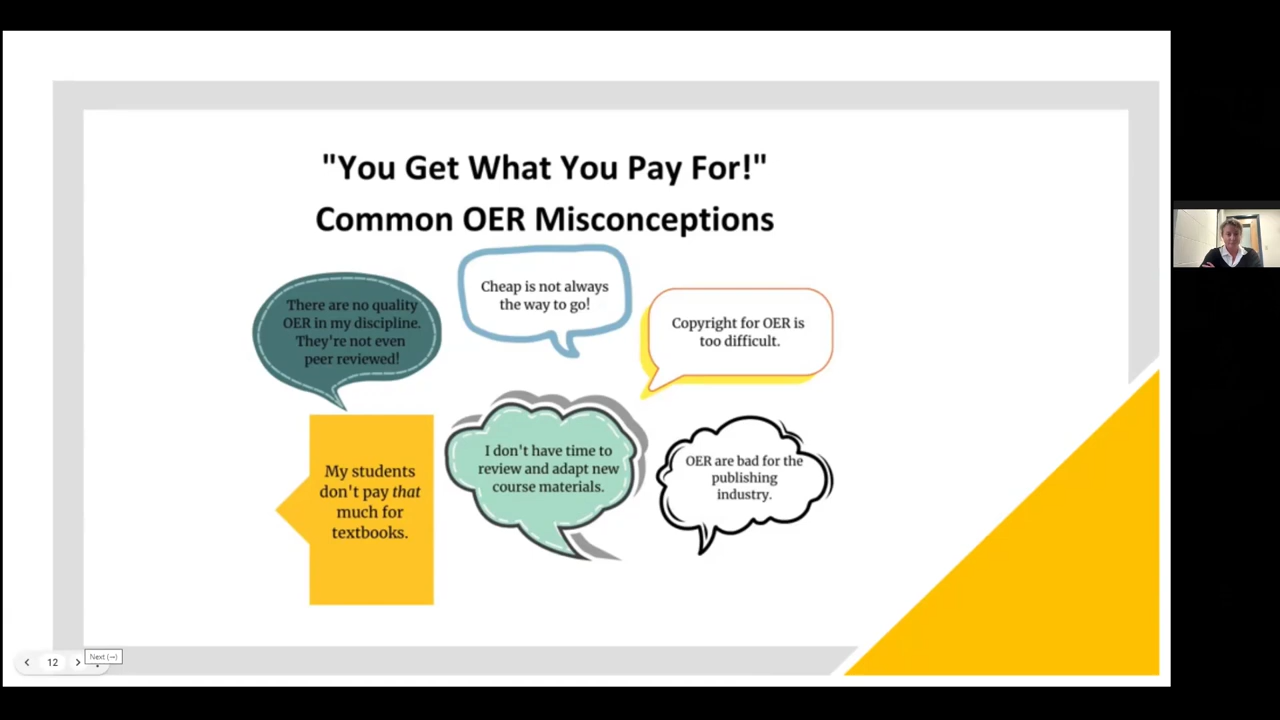 "You Get What You Pay For!"
Common OER Misconceptions
There are no quality
OER in my discipline.
They're not even
peer reviewed!
Cheap is not always
the way to go!
Copyright for OER is
too difficult.
My students
don't pay that
much for
textbooks.
I don't have time to
review and adapt new
course materials.
OER are bad for the
publishing
industry.
12
Next (→)